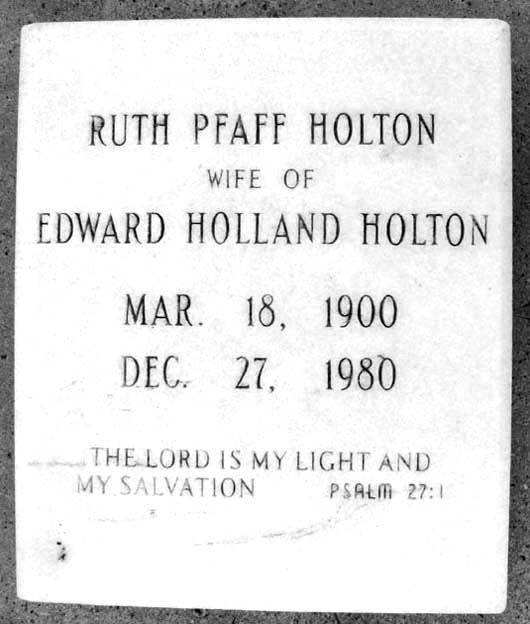 RUTH PFAFF HOLTON
WIFE OF
EDWARD HOLLAND HOLTON
MAR. 18, 1900
DEC. 27, 1980
THE LORD IS MY LIGHT AND
MY SALVATION PSALM 27:1